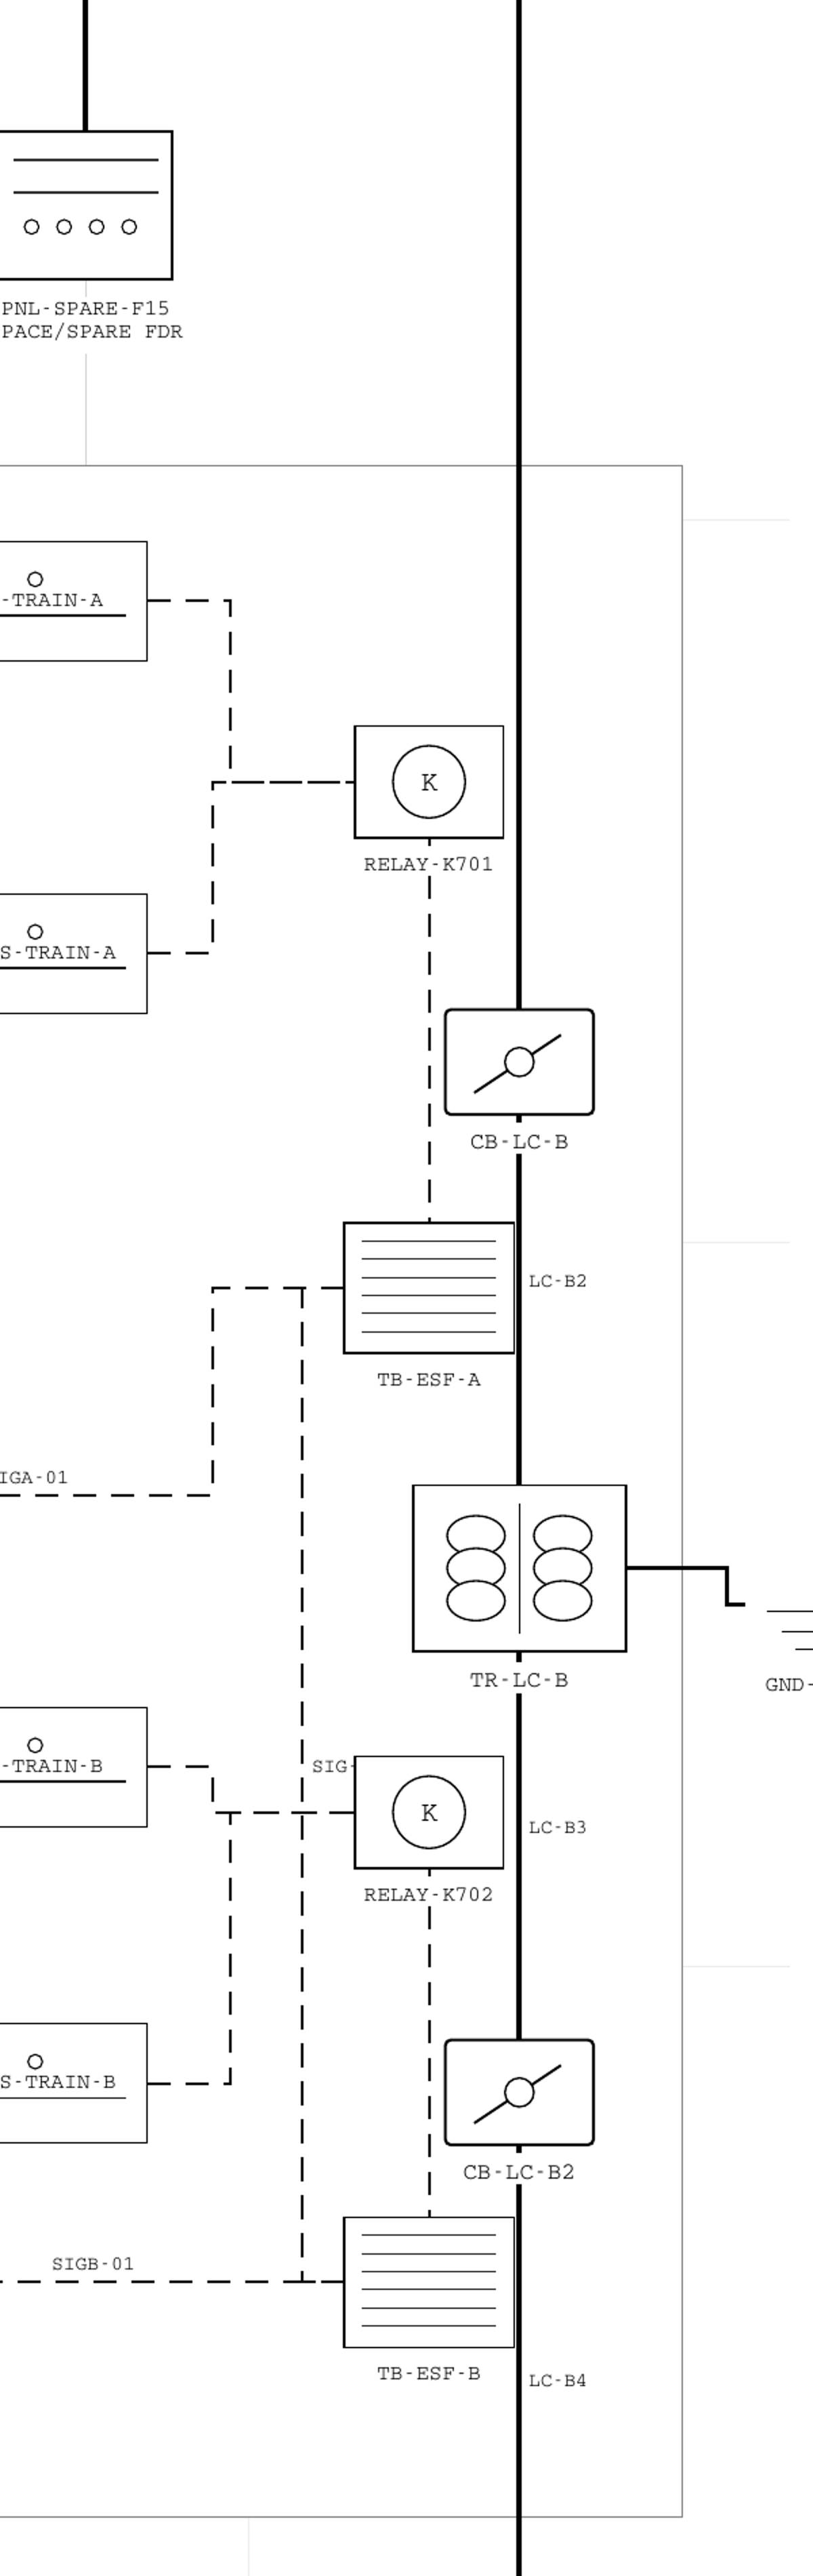 PNL-SPARE-F15
PACE/SPARE FDR
-TRAIN-A
K
RELAY-K701
S-TRAIN-A
CB-LC-B
LC-B2
TB-ESF-A
IGA-01
TR-LC-B
GND-
-TRAIN-B
SIG-
K
LC-B3
RELAY-K702
S-TRAIN-B
CB-LC-B2
SIGB-01
TB-ESF-B
LC-B4